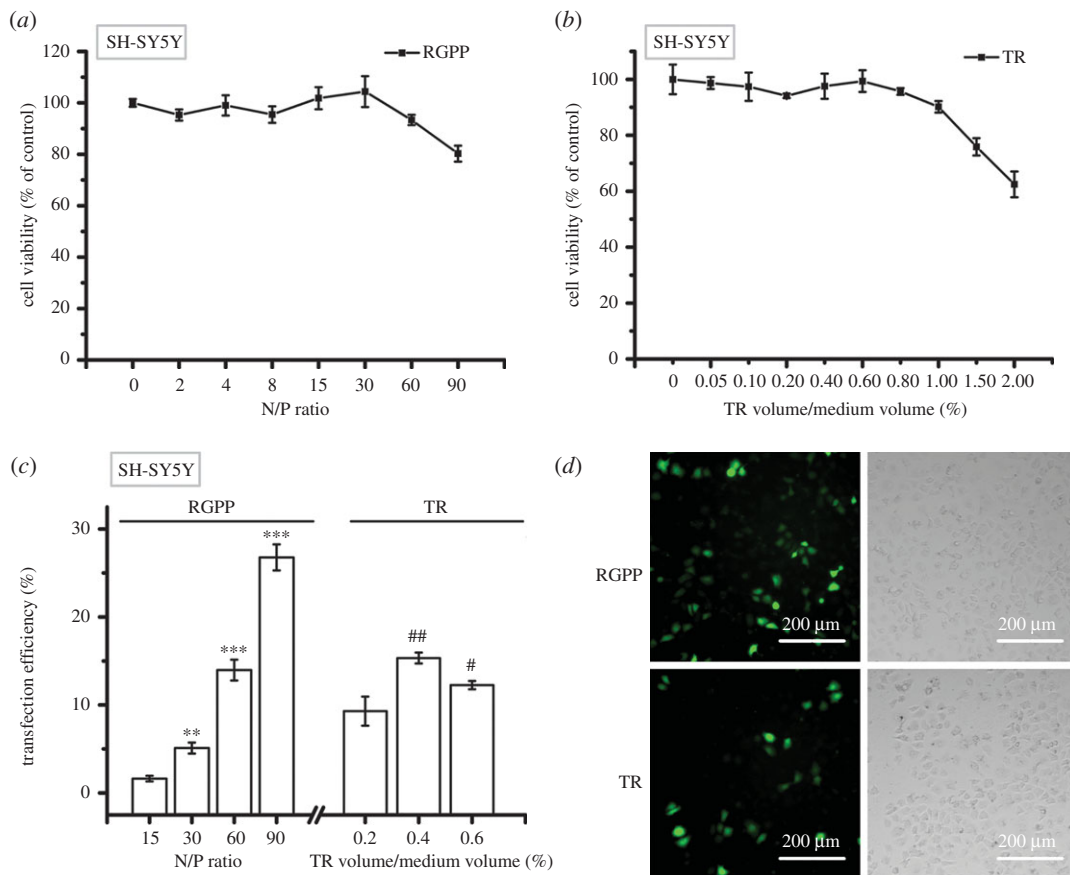 (a)
SH-SY5Y
RGPP
120
100
80
60
40
20
0
cell viability (% of control)
0 2 4 8 15 30 60 90
N/P ratio
(b)
SH-SY5Y
TR
100
80
60
40
20
0
cell viability (% of control)
0 0.05 0.10 0.20 0.40 0.60 0.80 1.00 1.50 2.00
TR volume/medium volume (%)
(c)
SH-SY5Y
RGPP TR
30
20
10
0
transfection efficiency (%)
** *** *** ## #
15 30 60 90 0.2 0.4 0.6
N/P ratio TR volume/medium volume (%)
(d)
RGPP
200 μm 200 μm
TR
200 μm 200 μm